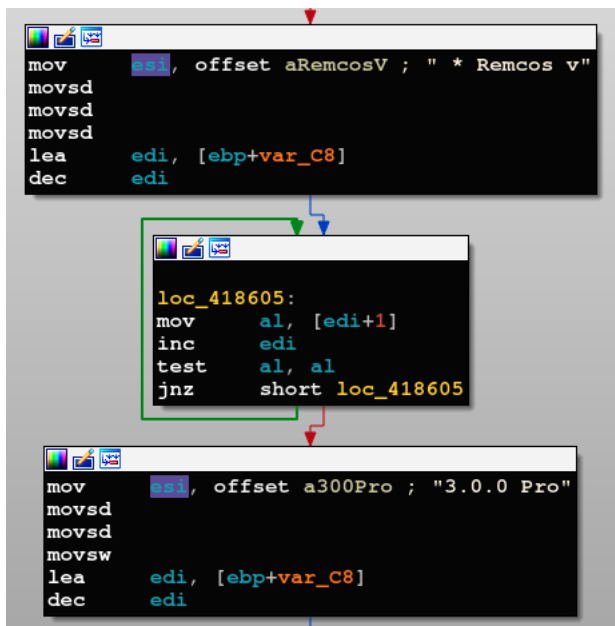 mov esi, offset aRemcosV ; " * Remcos v"
movsd
movsd
movsd
lea edi, [ebp+var_C8]
dec edi
loc_418605:
mov al, [edi+1]
inc edi
test al, al
jnz short loc_418605
mov esi, offset a300Pro ; "3.0.0 Pro"
movsd
movsd
movsw
lea edi, [ebp+var_C8]
dec edi